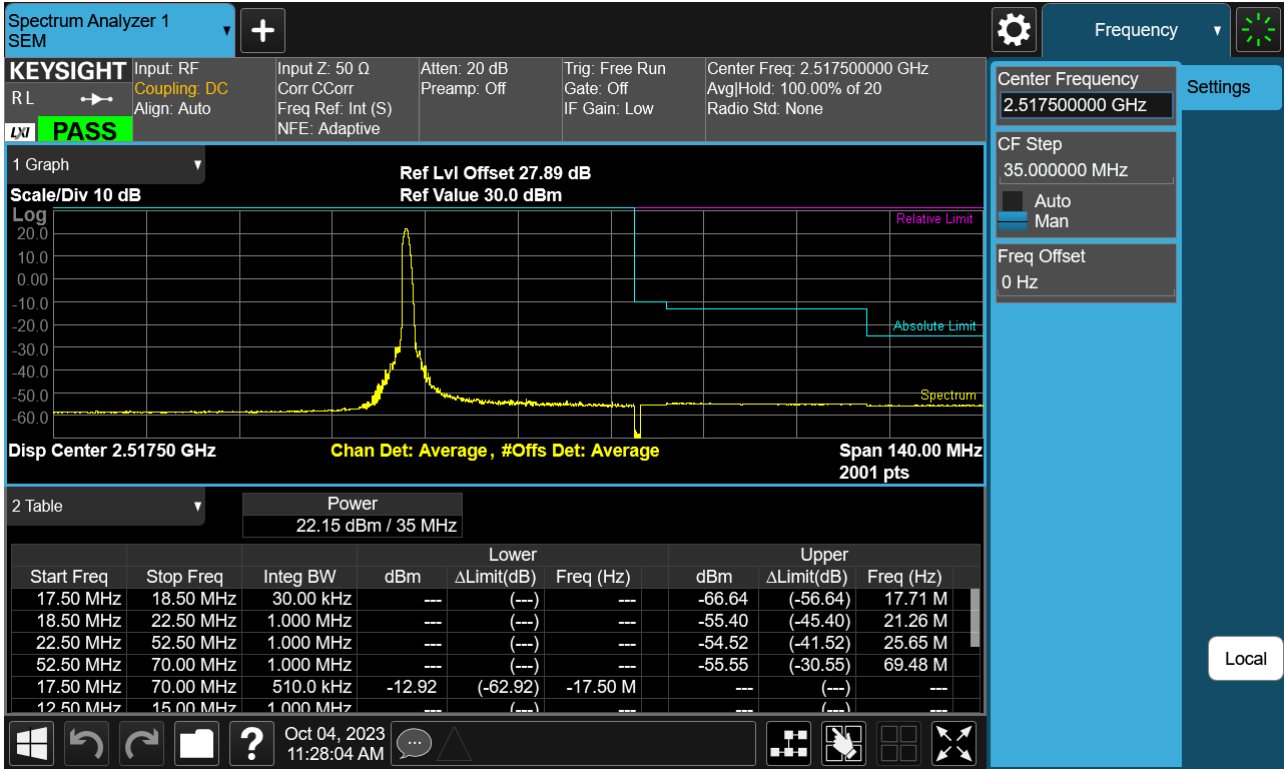 Spectrum Analyzer 1
SEM
Frequency
KEYSIGHT
R L
LXI
PASS
Input: RF
Coupling: DC
Align: Auto
Input Z: 50 Ω
Corr CCorr
Freq Ref: Int (S)
NFE: Adaptive
Atten: 20 dB
Preamp: Off
Trig: Free Run
Gate: Off
IF Gain: Low
Center Freq: 2.517500000 GHz
Avg|Hold: 100.00% of 20
Radio Std: None
Center Frequency
2.517500000 GHz
Settings
CF Step
35.000000 MHz
Auto
Man
Freq Offset
0 Hz
Local
1 Graph
Ref Lvl Offset 27.89 dB
Scale/Div 10 dB
Ref Value 30.0 dBm
Log
20.0
10.0
0.00
-10.0
-20.0
-30.0
-40.0
-50.0
-60.0
Relative Limit
Absolute Limit
Spectrum
Disp Center 2.51750 GHz
Chan Det: Average , #Offs Det: Average
Span 140.00 MHz
2001 pts
2 Table
Power
22.15 dBm / 35 MHz
Lower Upper
Start Freq Stop Freq Integ BW dBm ΔLimit(dB) Freq (Hz) dBm ΔLimit(dB) Freq (Hz)
17.50 MHz 18.50 MHz 30.00 kHz --- (---) --- -66.64 (-56.64) 17.71 M
18.50 MHz 22.50 MHz 1.000 MHz --- (---) --- -55.40 (-45.40) 21.26 M
22.50 MHz 52.50 MHz 1.000 MHz --- (---) --- -54.52 (-41.52) 25.65 M
52.50 MHz 70.00 MHz 1.000 MHz --- (---) --- -55.55 (-30.55) 69.48 M
17.50 MHz 70.00 MHz 510.0 kHz -12.92 (-62.92) -17.50 M --- (---) ---
12.50 MHz 15.00 MHz 1.000 MHz --- (---) --- --- (---) ---
Oct 04, 2023
11:28:04 AM